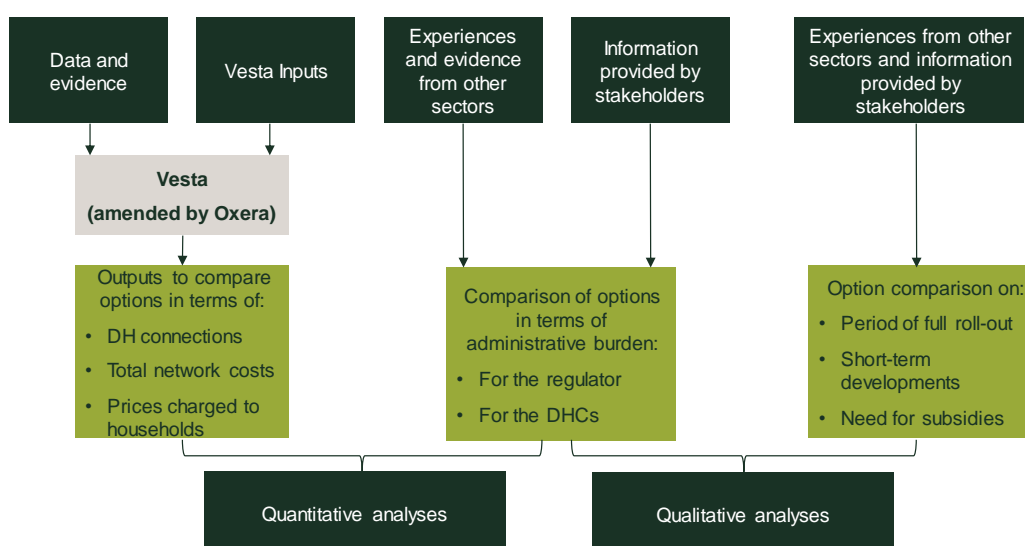 Data and
evidence
Vesta Inputs
Experiences
and evidence
from other
sectors
Information
provided by
stakeholders
Experiences from other
sectors and information
provided by
stakeholders
Vesta
(amended by Oxera)
Outputs to compare
options in terms of:
• DH connections
• Total network costs
• Prices charged to
households
Comparison of options
in terms of
administrative burden:
• For the regulator
• For the DHCs
Option comparison on:
• Period of full roll-out
• Short-term
developments
• Need for subsidies
Quantitative analyses
Qualitative analyses